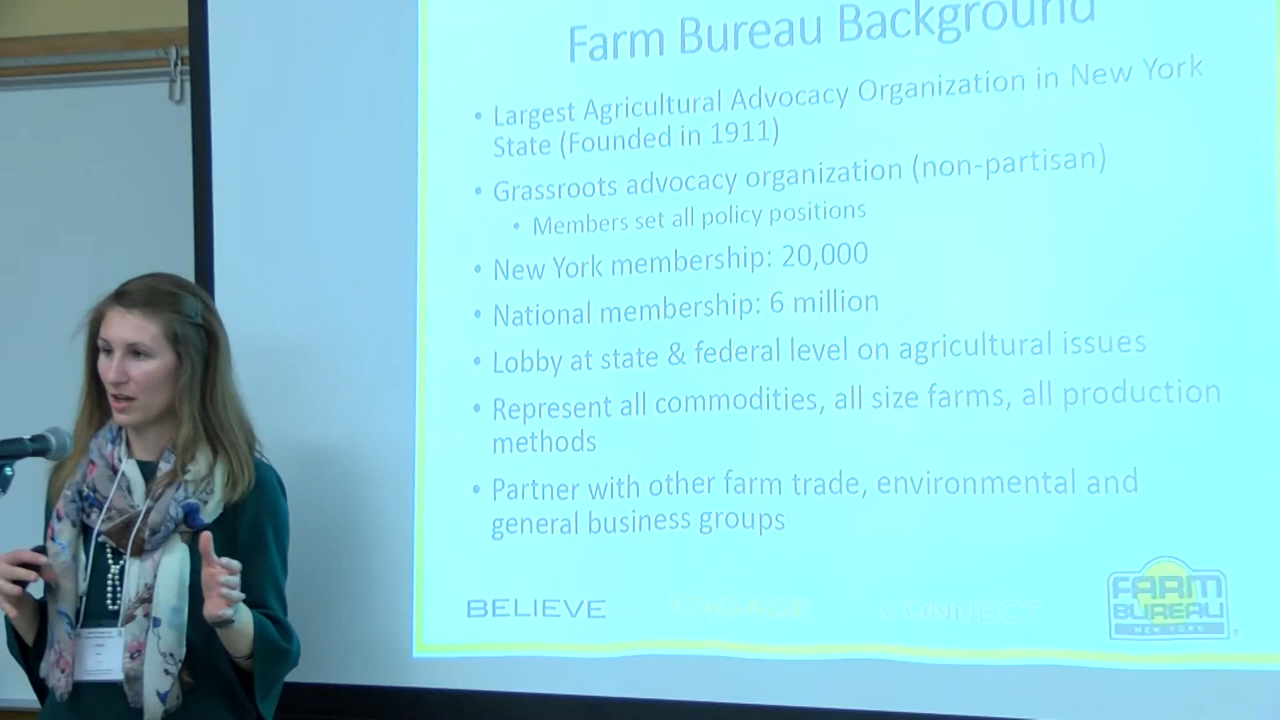 Farm Bureau Background
• Largest Agricultural Advocacy Organization in New York
State (Founded in 1911)
• Grassroots advocacy organization (non-partisan)
• Members set all policy positions
• New York membership: 20,000
• National membership: 6 million
• Lobby at state & federal level on agricultural issues
• Represent all commodities, all size farms, all production
methods
• Partner with other farm trade, environmental and
general business groups
BELIEVE ENGAGE CONNECT
FARM
BUREAU
NEW YORK